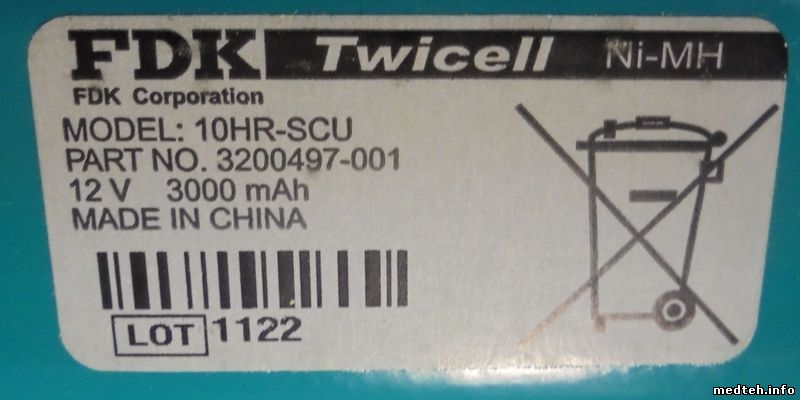 FDK Twicell Ni-MH
FDK Corporation
MODEL: 10HR-SCU
PART NO. 3200497-001
12 V 3000 mAh
MADE IN CHINA
LOT 1122
medteh.info